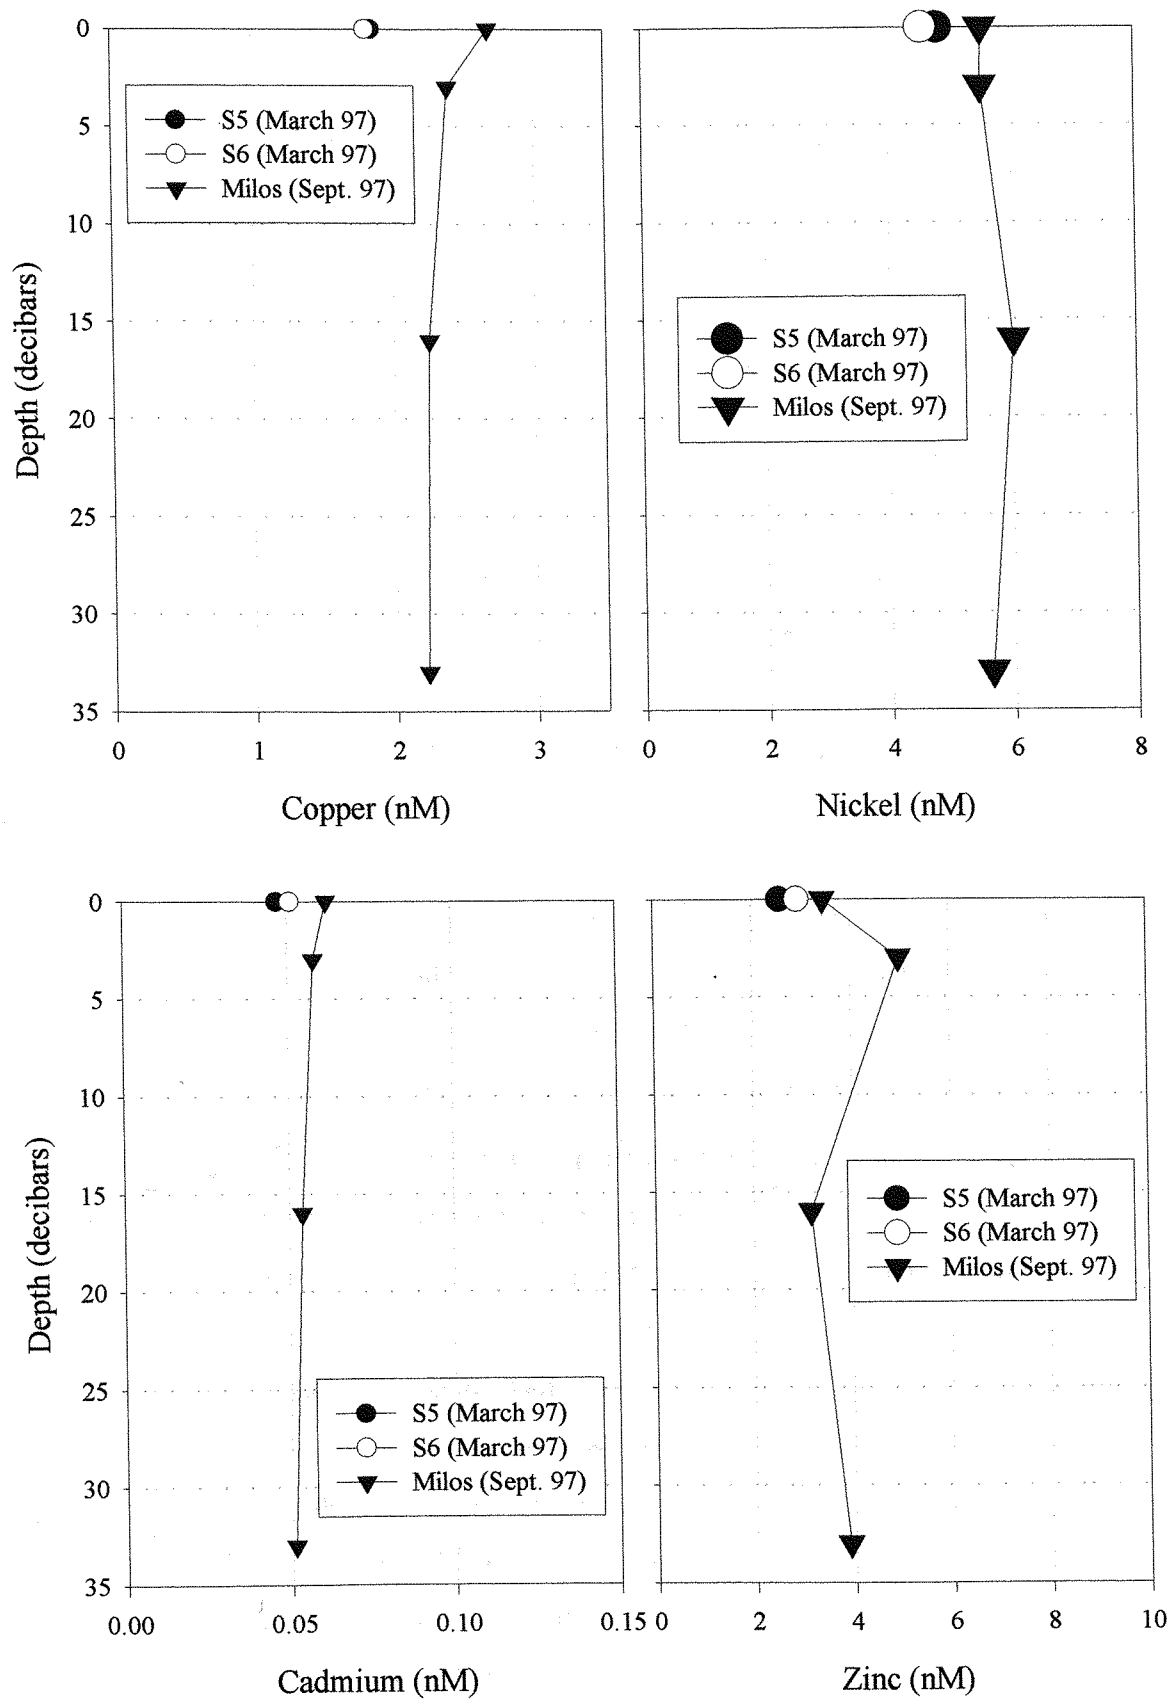 0
5
10
15
20
25
30
35
Depth (decibars)
S5 (March 97)
S6 (March 97)
Milos (Sept. 97)
0 1 2 3
Copper (nM)
S5 (March 97)
S6 (March 97)
Milos (Sept. 97)
0 2 4 6 8
Nickel (nM)
0
5
10
15
20
25
30
35
Depth (decibars)
S5 (March 97)
S6 (March 97)
Milos (Sept. 97)
0.00 0.05 0.10 0.15
Cadmium (nM)
S5 (March 97)
S6 (March 97)
Milos (Sept. 97)
0 2 4 6 8 10
Zinc (nM)